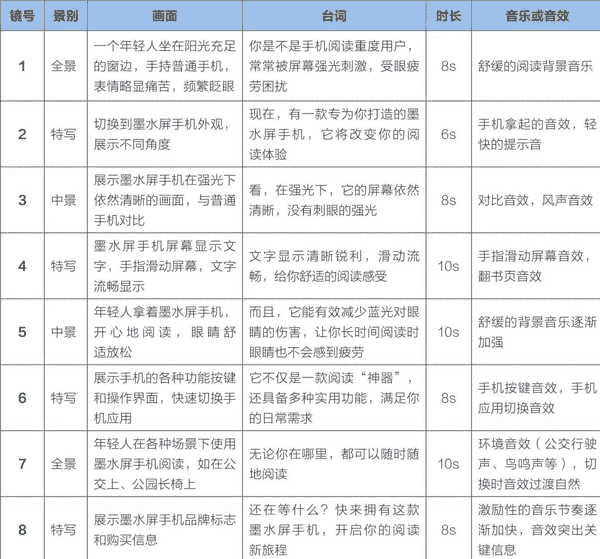 镜号 景别 画面 台词 时长 音乐或音效
1 全景 一个年轻人坐在阳光充足的窗边，手持普通手机，表情略显痛苦，频繁眨眼 你是不是手机阅读重度用户，常常被屏幕强光刺激，受眼疲劳困扰 8s 舒缓的阅读背景音乐
2 特写 切换到墨水屏手机外观，展示不同角度 现在，有一款专为你打造的墨水屏手机，它将改变你的阅读体验 6s 手机拿起的音效，轻快的提示音
3 中景 展示墨水屏手机在强光下依然清晰的画面，与普通手机对比 看，在强光下，它的屏幕依然清晰，没有刺眼的强光 8s 对比音效，风声音效
4 特写 墨水屏手机屏幕显示文字，手指滑动屏幕，文字流畅显示 文字显示清晰锐利，滑动流畅，给你舒适的阅读感受 10s 手指滑动屏幕音效，翻书页音效
5 中景 年轻人拿着墨水屏手机，开心地阅读，眼睛舒适放松 而且，它能有效减少蓝光对眼睛的伤害，让你长时间阅读时眼睛也不会感到疲劳 10s 舒缓的背景音乐逐渐加强
6 特写 展示手机的各种功能按键和操作界面，快速切换手机应用 它不仅是一款阅读“神器”，还具备多种实用功能，满足你的日常需求 8s 手机按键音效，手机应用切换音效
7 全景 年轻人在各种场景下使用墨水屏手机阅读，如在公交上、公园长椅上 无论你在哪里，都可以随时随地阅读 10s 环境音效（公交行驶声、鸟鸣声等），切换时音效过渡自然
8 特写 展示墨水屏手机品牌标志和购买信息 还在等什么？快来拥有这款墨水屏手机，开启你的阅读新旅程 8s 激励性的音乐节奏逐渐加快，音效突出关键信息